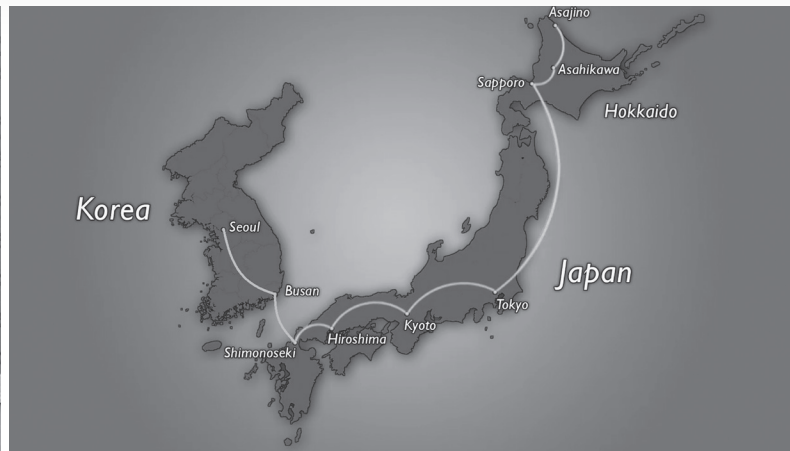 Asajino
Asahikawa
Sapporo
Hokkaido
Korea
Seoul
Japan
Busan
Tokyo
Kyoto
Hiroshima
Shimonoseki